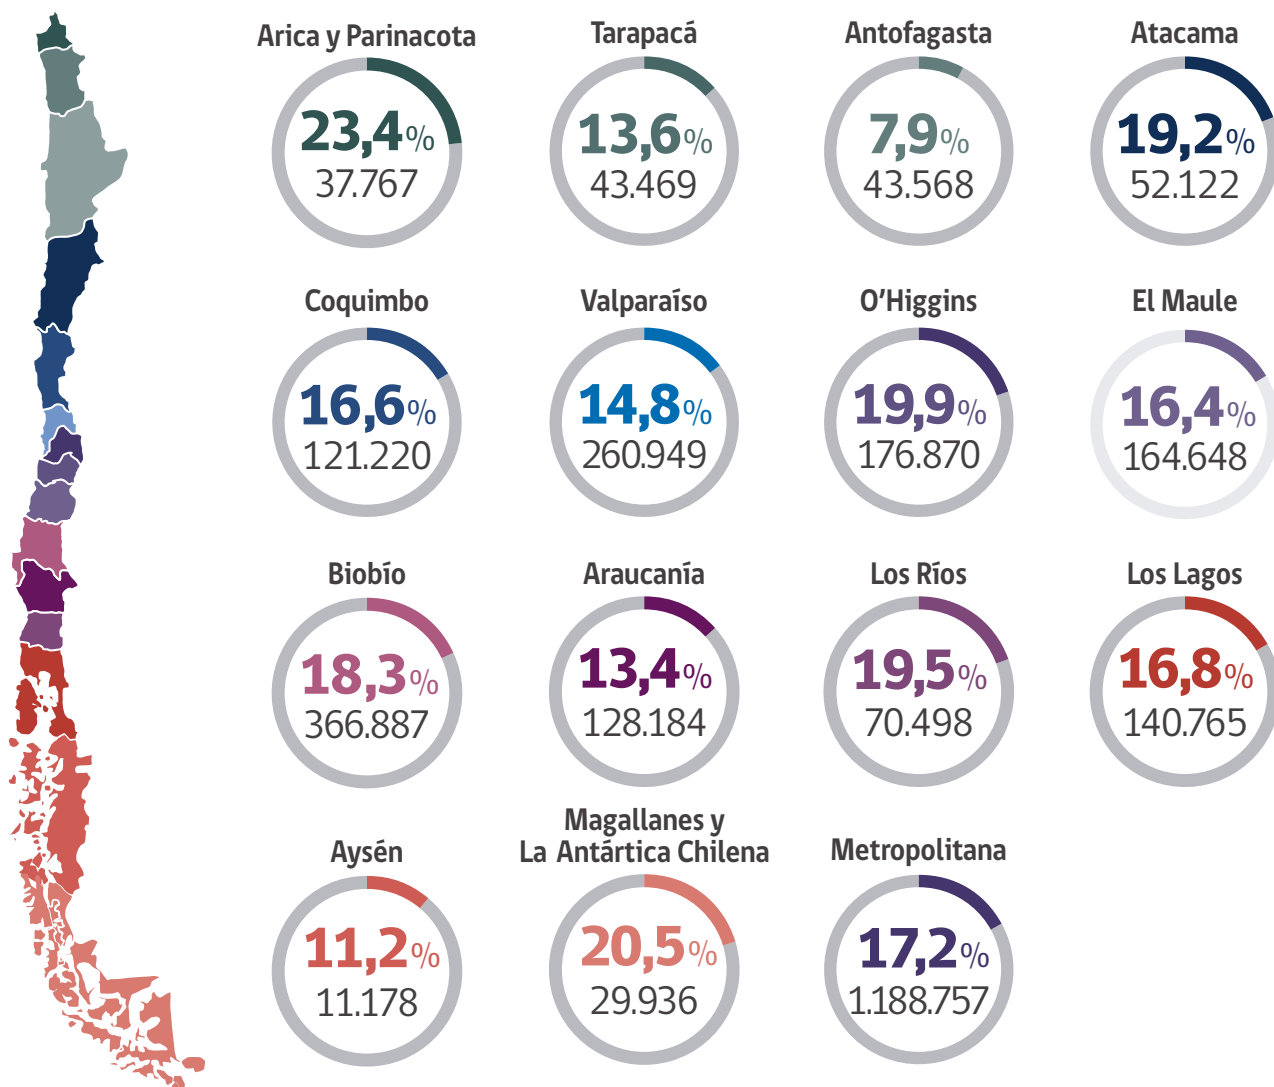 Arica y Parinacota
23,4%
37.767
Tarapacá
13,6%
43.469
Antofagasta
7,9%
43.568
Atacama
19,2%
52.122
Coquimbo
16,6%
121.220
Valparaíso
14,8%
260.949
O’Higgins
19,9%
176.870
El Maule
16,4%
164.648
Biobío
18,3%
366.887
Araucanía
13,4%
128.184
Los Ríos
19,5%
70.498
Los Lagos
16,8%
140.765
Aysén
11,2%
11.178
Magallanes y
La Antártica Chilena
20,5%
29.936
Metropolitana
17,2%
1.188.757